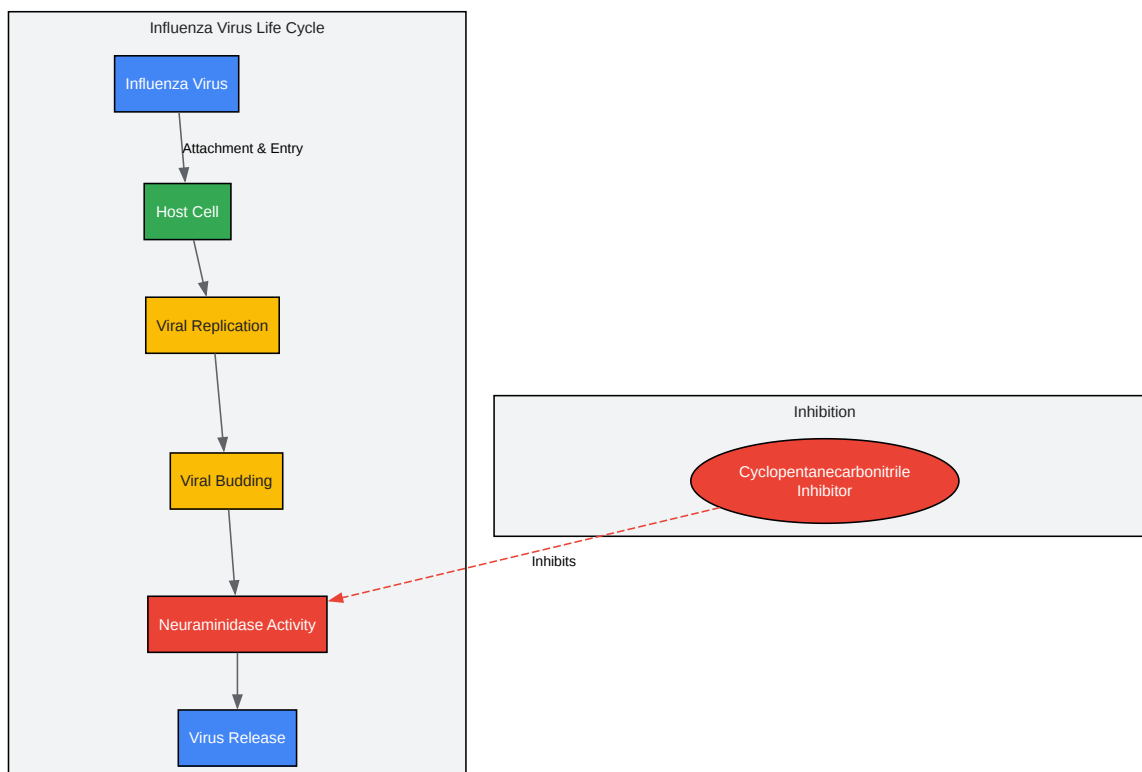 Influenza Virus Life Cycle
Influenza Virus
Attachment & Entry
Host Cell
Viral Replication
Viral Budding
Neuraminidase Activity
Virus Release
Inhibition
Cyclopentanecarbonitrile
Inhibitor
Inhibits